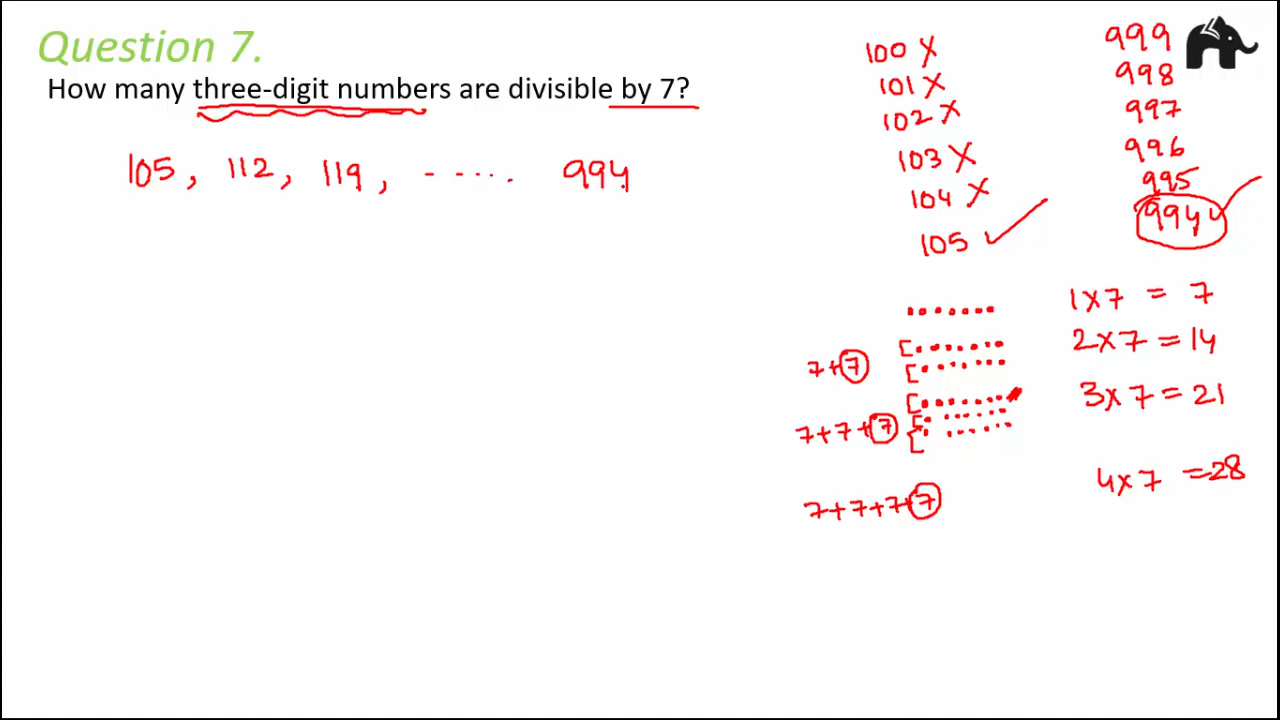 Question 7.
How many three-digit numbers are divisible by 7?
105, 112, 119, ------. 994
100 X
101 X
102 X
103 X
104 X
105 ✓
999
998
997
996
995
994 ✓
1x7 = 7
7+7
2x7 = 14
7+7+7
3x7 = 21
7+7+7+7
4x7 = 28